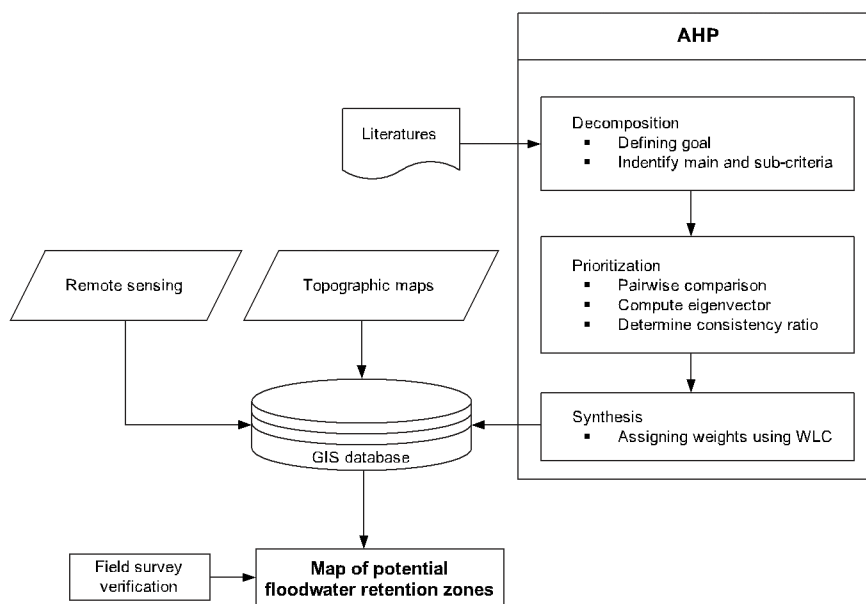 AHP
Literatures
Decomposition
▪ Defining goal
▪ Indentify main and sub-criteria
Remote sensing
Topographic maps
Prioritization
▪ Pairwise comparison
▪ Compute eigenvector
▪ Determine consistency ratio
Synthesis
▪ Assigning weights using WLC
GIS database
Field survey
verification
Map of potential
floodwater retention zones